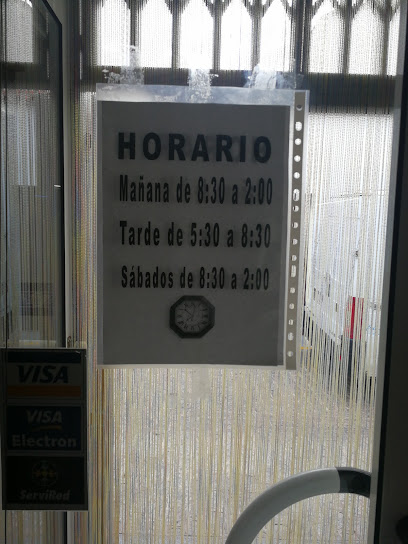 HORARIO
Mañana de 8:30 a 2:00
Tarde de 5:30 a 8:30
Sábados de 8:30 a 2:00
VISA
VISA
Electron
ServiRed